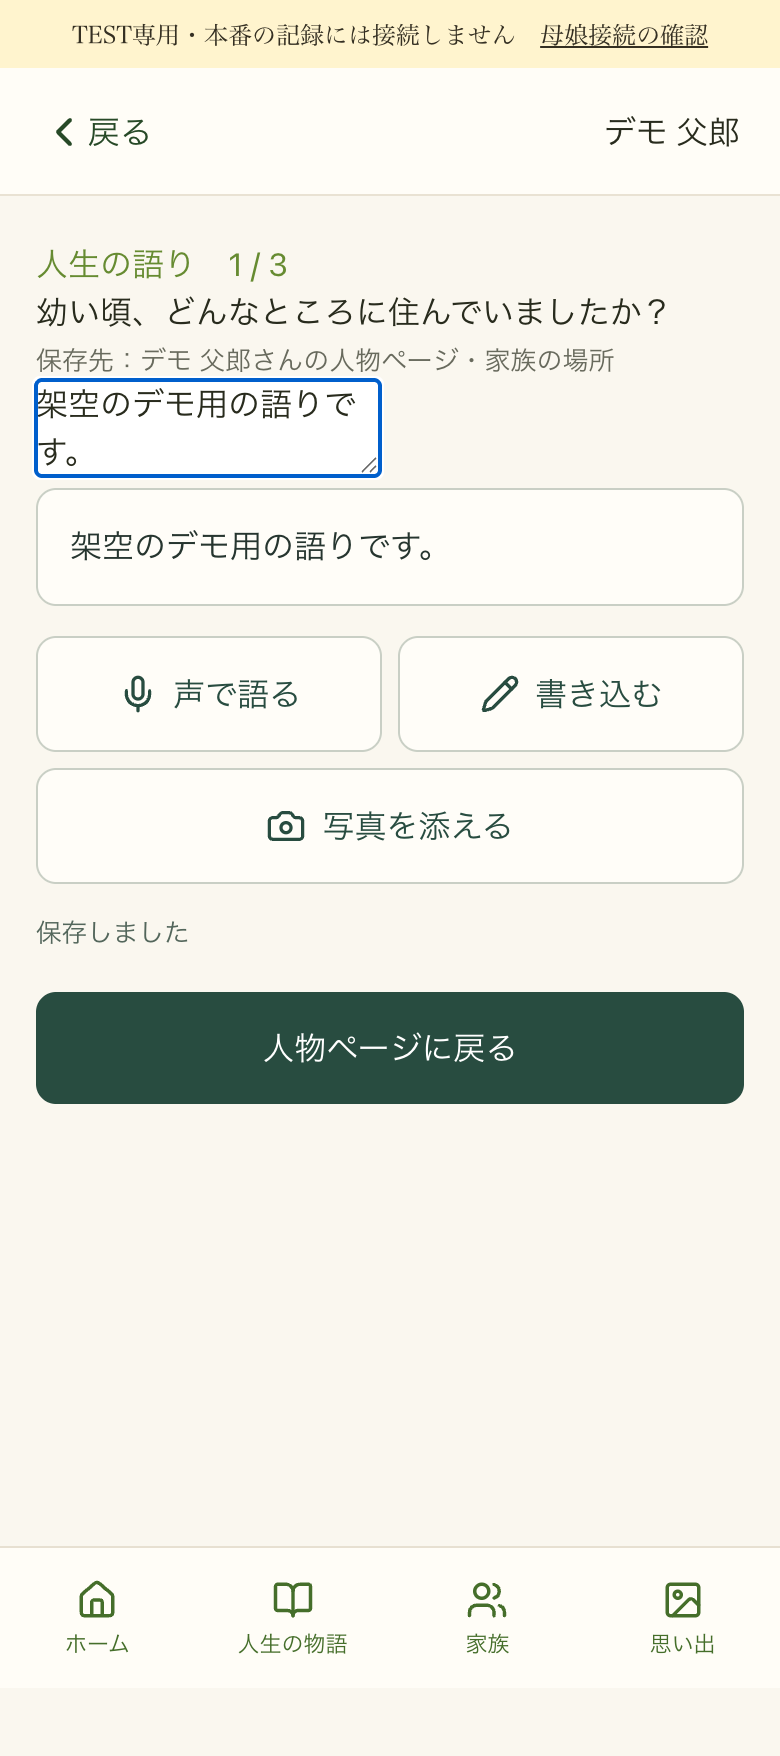 TEST専用・本番の記録には接続しません　母娘接続の確認
戻る
デモ 父郎
人生の語り　1 / 3
幼い頃、どんなところに住んでいましたか？
保存先：デモ 父郎さんの人物ページ・家族の場所
架空のデモ用の語りで
す。
架空のデモ用の語りです。
声で語る
書き込む
写真を添える
保存しました
人物ページに戻る
ホーム
人生の物語
家族
思い出